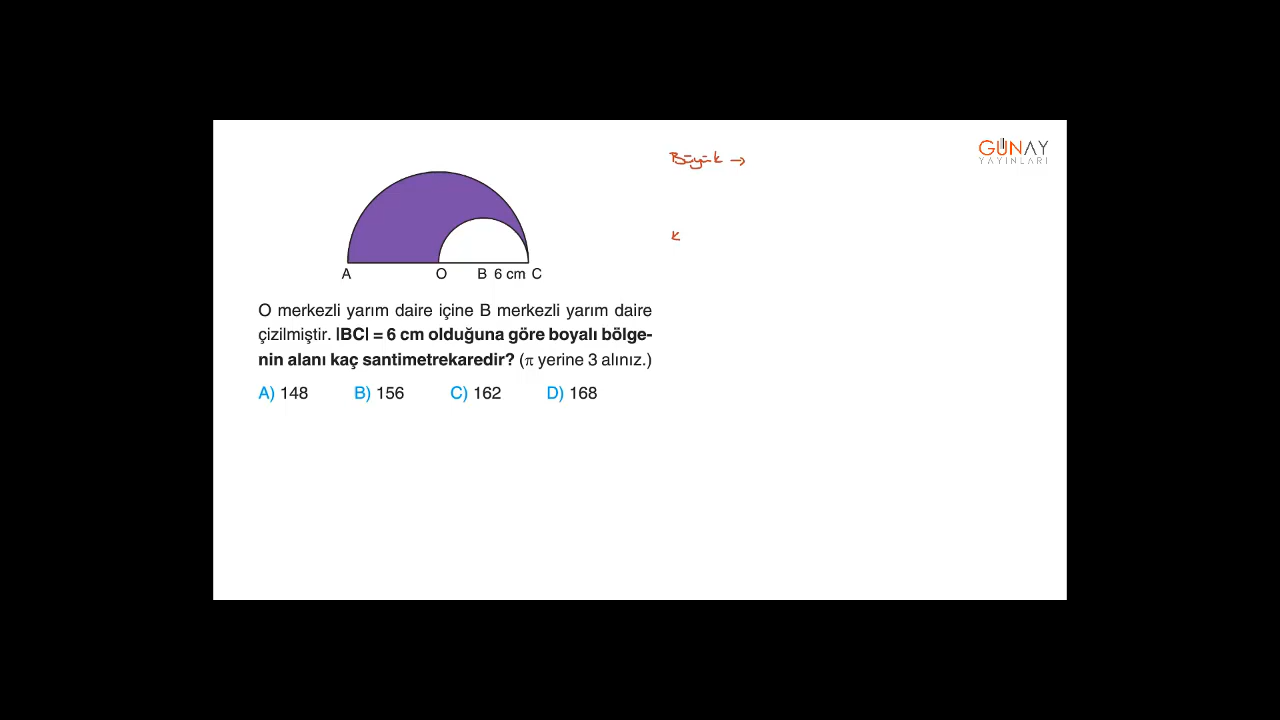 Büyük →
GÜNAY
YAYINLARI
K
A O B 6 cm C
O merkezli yarım daire içine B merkezli yarım daire
çizilmiştir. |BC| = 6 cm olduğuna göre boyalı bölge-
nin alanı kaç santimetrekaredir? (π yerine 3 alınız.)
A) 148 B) 156 C) 162 D) 168